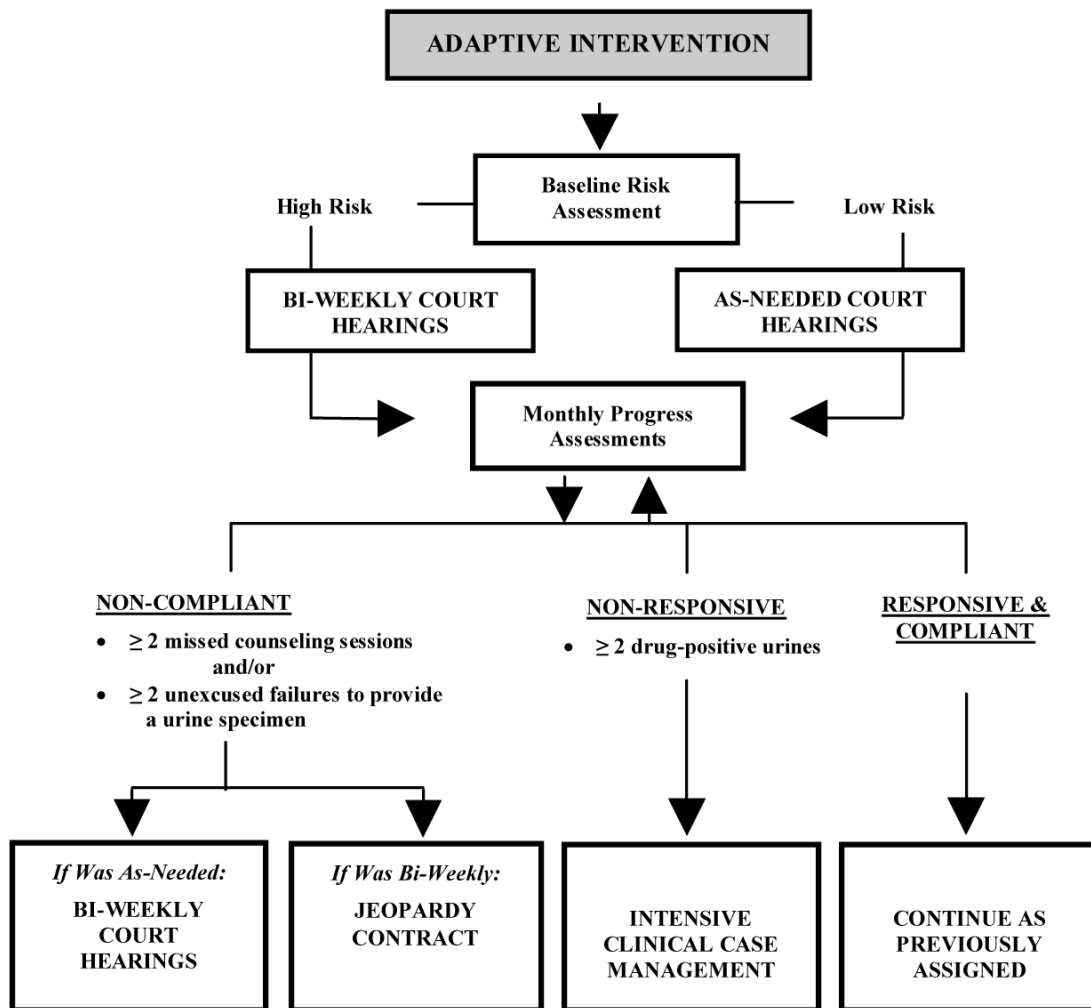 ADAPTIVE INTERVENTION
Baseline Risk
Assessment
High Risk
Low Risk
BI-WEEKLY COURT
HEARINGS
AS-NEEDED COURT
HEARINGS
Monthly Progress
Assessments
NON-COMPLIANT
• ≥ 2 missed counseling sessions
and/or
• ≥ 2 unexcused failures to provide
a urine specimen
NON-RESPONSIVE
• ≥ 2 drug-positive urines
RESPONSIVE &
COMPLIANT
If Was As-Needed:
BI-WEEKLY
COURT
HEARINGS
If Was Bi-Weekly:
JEOPARDY
CONTRACT
INTENSIVE
CLINICAL CASE
MANAGEMENT
CONTINUE AS
PREVIOUSLY
ASSIGNED